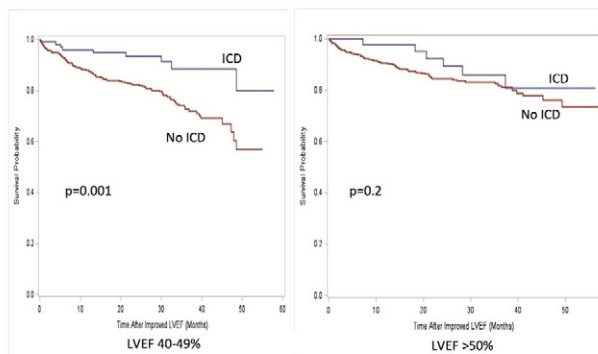 1.0
0.8
0.6
0.4
0.2
0.0
Survival Probability
ICD
No ICD
p=0.001
0 10 20 30 40 50 60
Time After Improved LVEF (Months)
LVEF 40-49%
1.0
0.8
0.6
0.4
0.2
0.0
Survival Probability
ICD
No ICD
p=0.2
0 10 20 30 40 50
Time After Improved LVEF (Months)
LVEF >50%